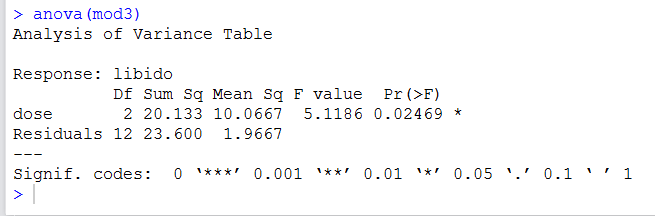 > anova(mod3)
Analysis of Variance Table

Response: libido
          Df Sum Sq Mean Sq F value  Pr(>F)
dose       2 20.133 10.0667  5.1186 0.02469 *
Residuals 12 23.600  1.9667
---
Signif. codes:  0 ‘***’ 0.001 ‘**’ 0.01 ‘*’ 0.05 ‘.’ 0.1 ‘ ’ 1
>